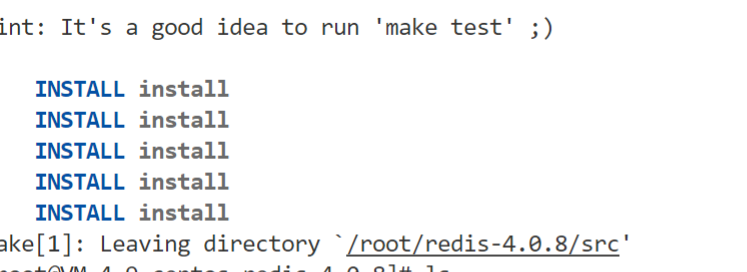 int: It's a good idea to run 'make test' ;)
INSTALL install
INSTALL install
INSTALL install
INSTALL install
INSTALL install
ake[1]: Leaving directory `/root/redis-4.0.8/src'